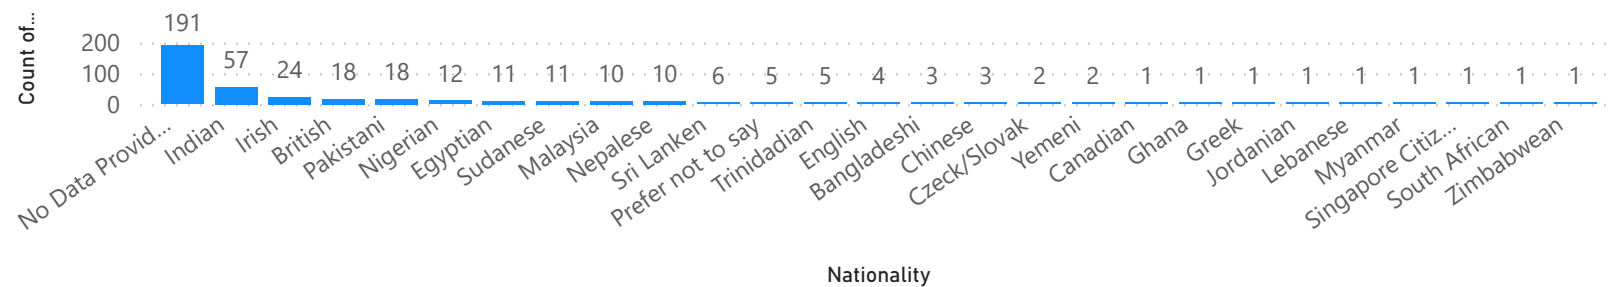 Count of...
200
100
0
191
57
24
18
18
12
11
11
10
10
6
5
5
4
3
3
2
2
1
1
1
1
1
1
1
1
1
No Data Provid...
Indian
Irish
British
Pakistani
Nigerian
Egyptian
Sudanese
Malaysia
Nepalese
Sri Lanken
Prefer not to say
Trinidadian
English
Bangladeshi
Chinese
Czeck/Slovak
Yemeni
Canadian
Ghana
Greek
Jordanian
Lebanese
Myanmar
Singapore Citiz...
South African
Zimbabwean
Nationality